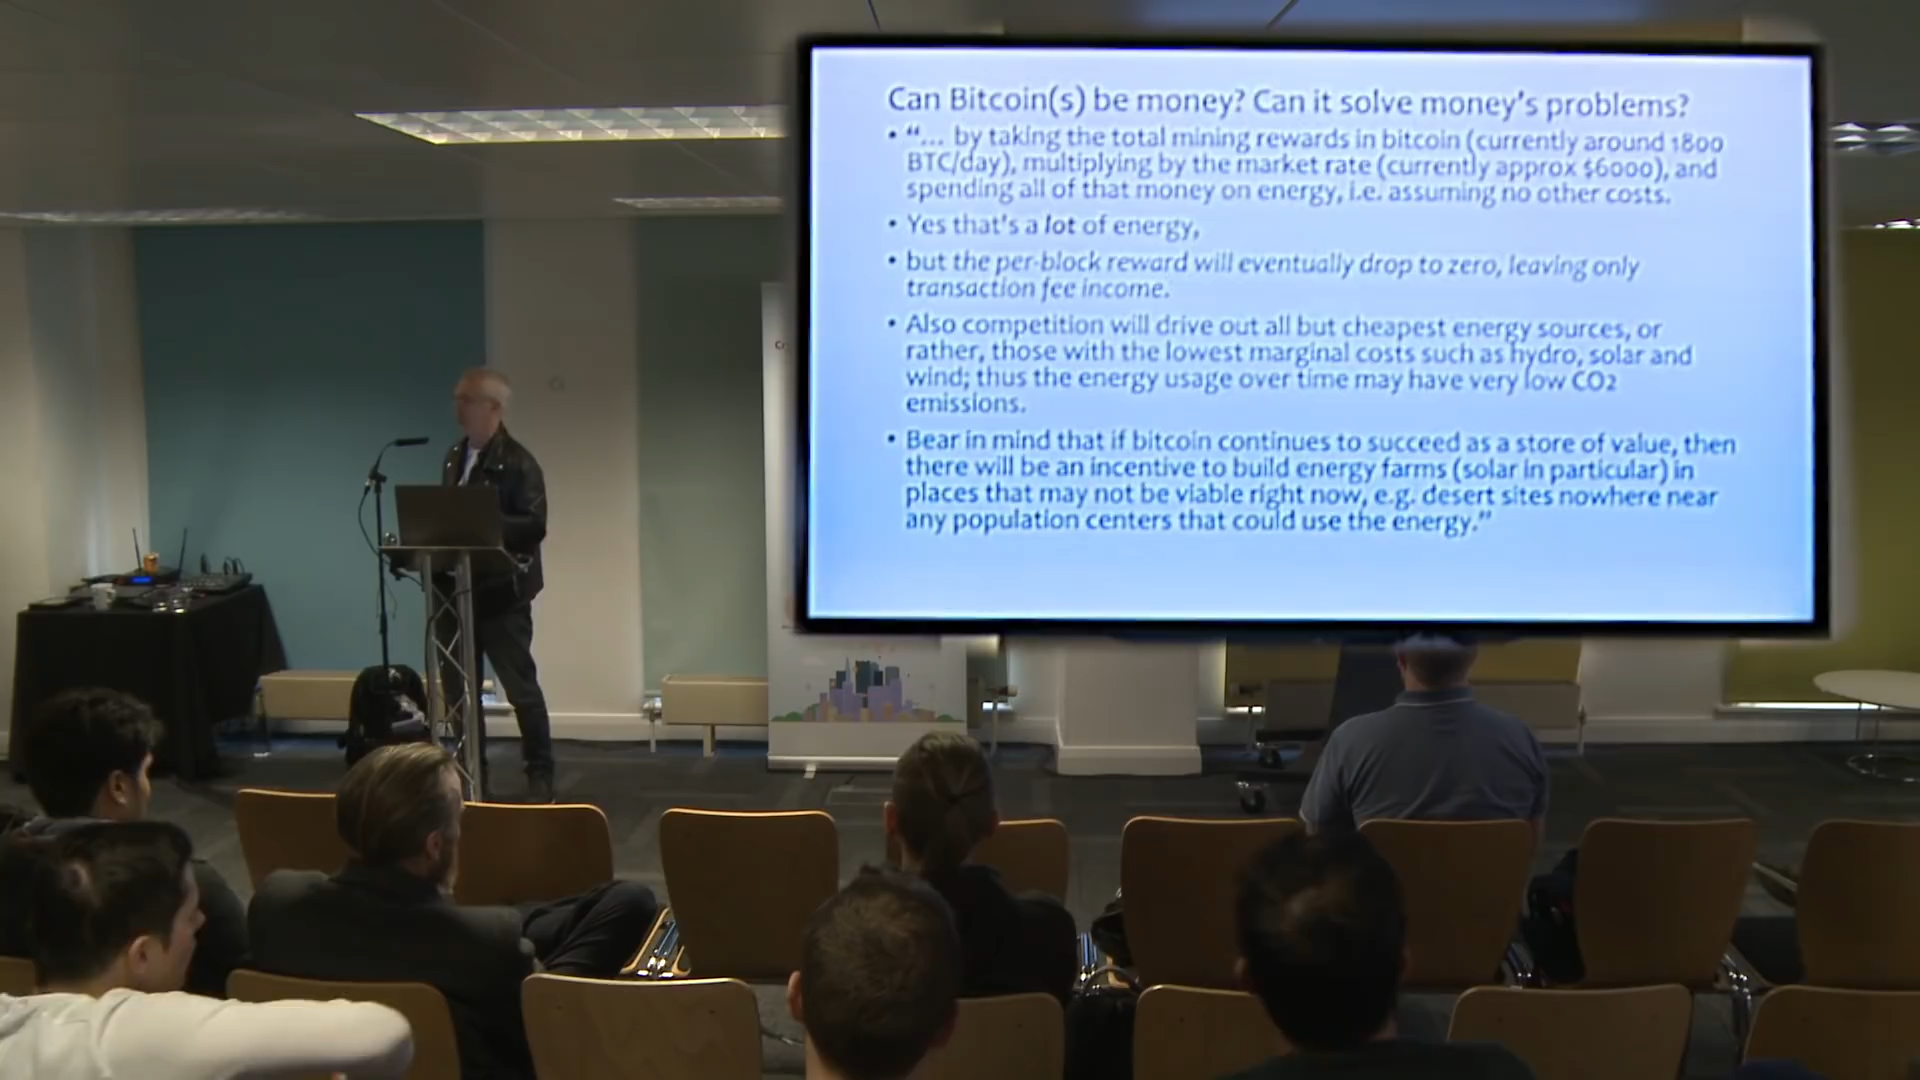 Can Bitcoin(s) be money? Can it solve money's problems?
• "... by taking the total mining rewards in bitcoin (currently around 1800
BTC/day), multiplying by the market rate (currently approx $6000), and
spending all of that money on energy, i.e. assuming no other costs.
• Yes that's a lot of energy,
• but the per-block reward will eventually drop to zero, leaving only
transaction fee income.
• Also competition will drive out all but cheapest energy sources, or
rather, those with the lowest marginal costs such as hydro, solar and
wind; thus the energy usage over time may have very low CO2
emissions.
• Bear in mind that if bitcoin continues to succeed as a store of value, then
there will be an incentive to build energy farms (solar in particular) in
places that may not be viable right now, e.g. desert sites nowhere near
any population centers that could use the energy."